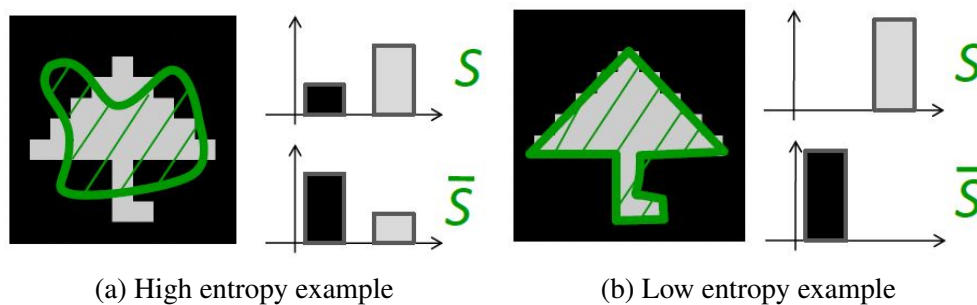 S
S̅
(a) High entropy example
S
S̅
(b) Low entropy example